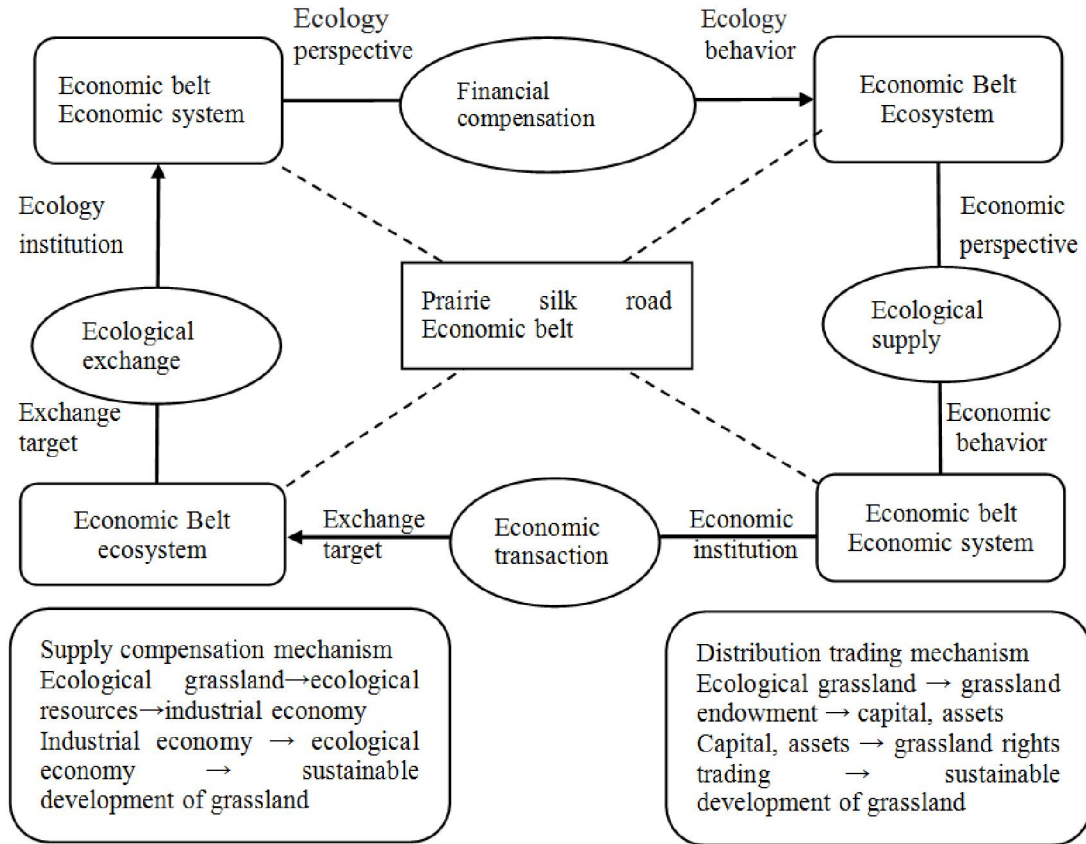 Ecology
perspective
Ecology
behavior
Economic belt
Economic system
Financial
compensation
Economic Belt
Ecosystem
Ecology
institution
Economic
perspective
Prairie silk road
Economic belt
Ecological
exchange
Ecological
supply
Exchange
target
Economic
behavior
Economic Belt
ecosystem
Exchange
target
Economic
transaction
Economic
institution
Economic belt
Economic system
Supply compensation mechanism
Ecological grassland→ecological
resources→industrial economy
Industrial economy → ecological
economy → sustainable
development of grassland
Distribution trading mechanism
Ecological grassland → grassland
endowment → capital, assets
Capital, assets → grassland rights
trading → sustainable
development of grassland